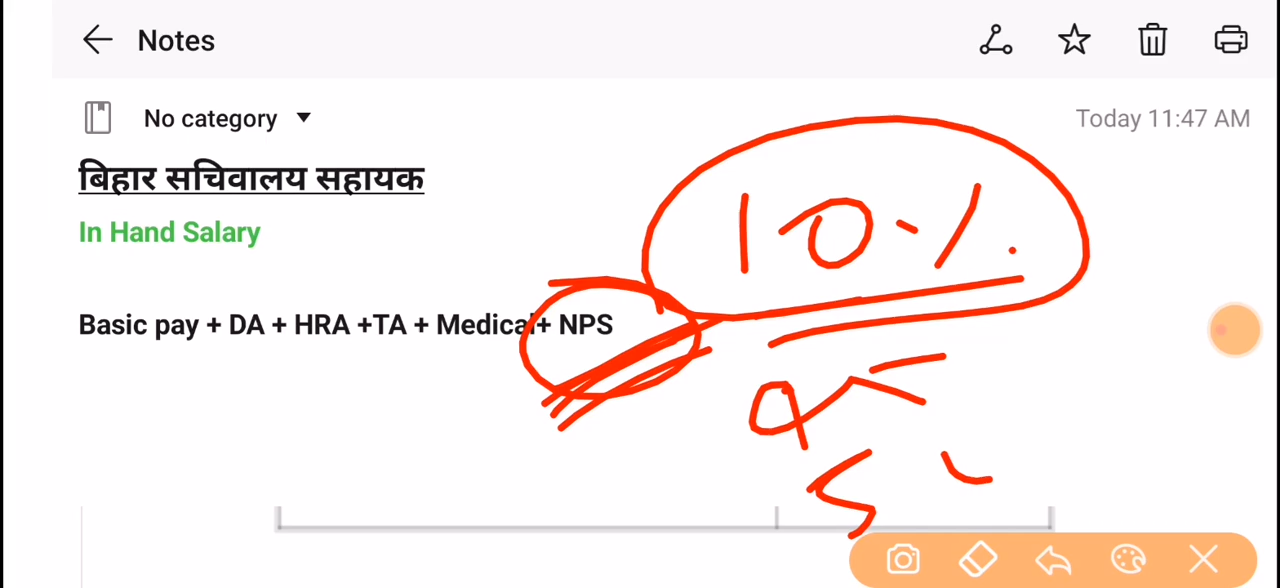 Notes
No category
Today 11:47 AM
बिहार सचिवालय सहायक
In Hand Salary
10%
Basic pay + DA + HRA +TA + Medical+ NPS